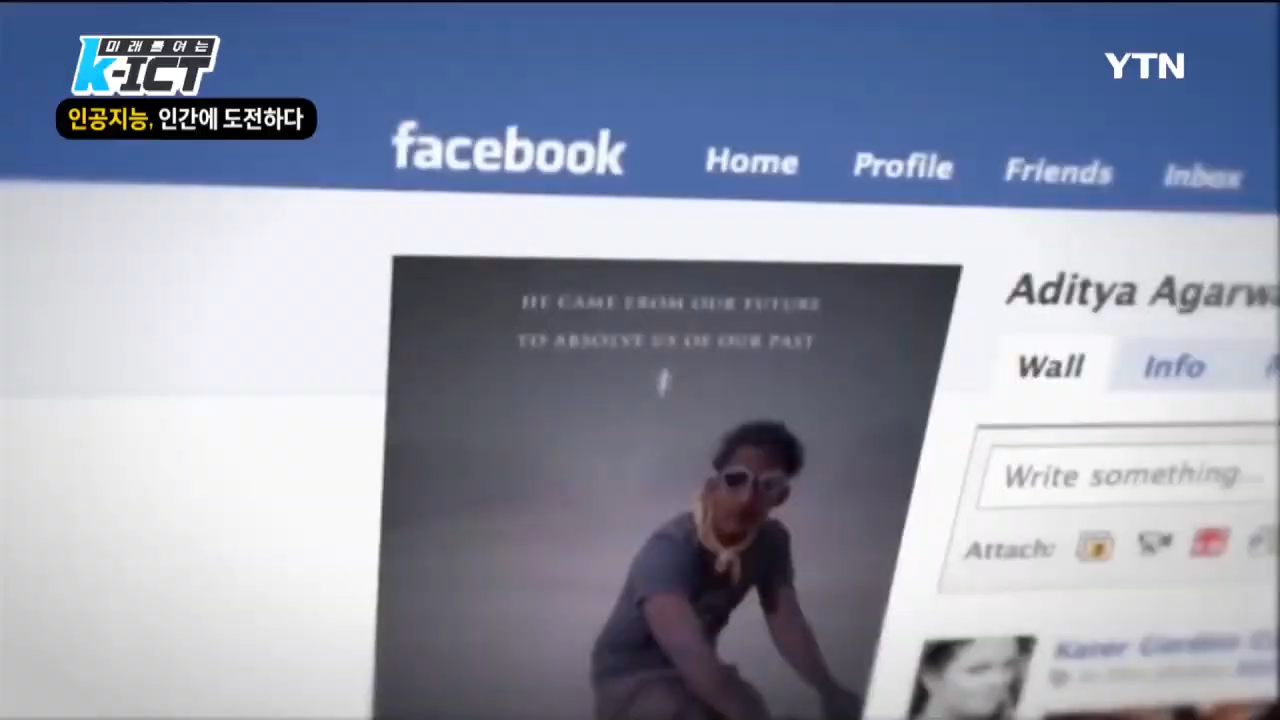 미래를여는
K-ICT
YTN
인공지능, 인간에 도전하다
facebook
Home
Profile
Friends
Inbox
HE CAME FROM OUR FUTURE
TO ABSOLVE US OF OUR PAST
Aditya Agarwa
Wall
Info
Write something...
Attach: